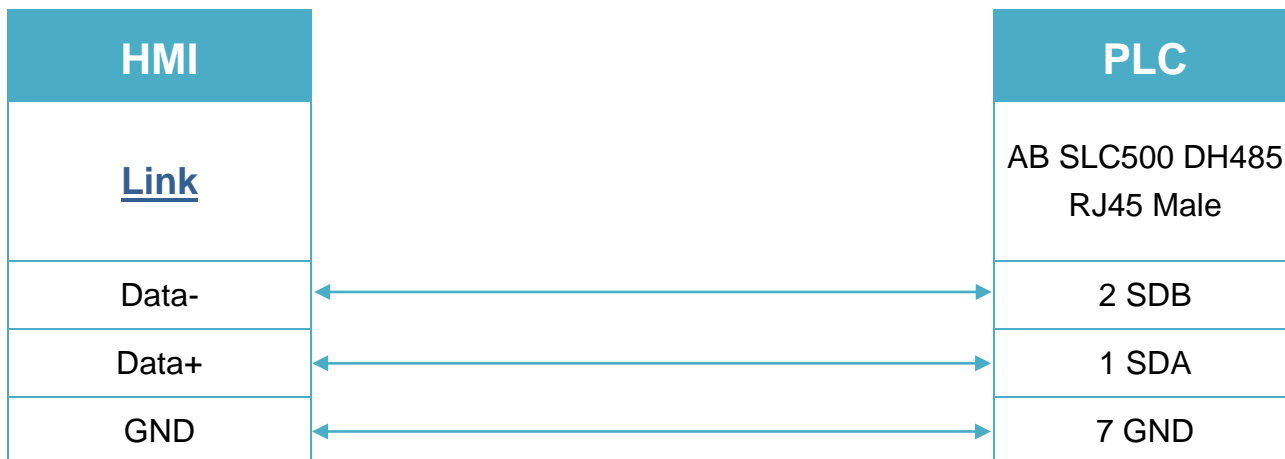 HMI PLC
Link
AB SLC500 DH485
RJ45 Male
Data- 2 SDB
Data+ 1 SDA
GND 7 GND